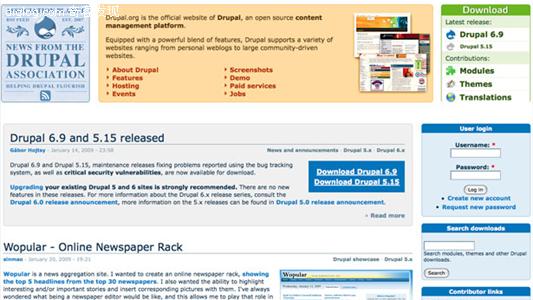 EST. 2007
NEWS FROM THE
DRUPAL
ASSOCIATION
HELPING DRUPAL FLOURISH
Drupal.org is the official website of Drupal, an open source content
management platform.
Equipped with a powerful blend of features, Drupal supports a variety of
websites ranging from personal weblogs to large community-driven
websites.
About Drupal
Features
Hosting
Events
Screenshots
Demo
Paid services
Jobs
Download
Latest release:
Drupal 6.9
Drupal 5.15
Contributions:
Modules
Themes
Translations
Drupal 6.9 and 5.15 released
Gábor Hojtsy - January 14, 2009 - 23:58
News and announcements · Drupal 5.x · Drupal 6.x
Drupal 6.9 and 5.15, maintenance releases fixing problems reported using the bug tracking
system, as well as critical security vulnerabilities, are now available for download.
Upgrading your existing Drupal 5 and 6 sites is strongly recommended. There are no new
features in these releases. For more information about the Drupal 6.x release series, consult the
Drupal 6.0 release announcement, more information on the 5.x releases can be found in Drupal 5.0 release announcement.
Download Drupal 6.9
Download Drupal 5.15
» Read more
Wopular - Online Newspaper Rack
January 20, 2009 - 19:21
Drupal showcase · Drupal 5.x
Wopular is a news aggregation site. I wanted to create an online newspaper rack, showing
the top 5 headlines from the top 30 newspapers. I also wanted the ability to highlight
interesting and/or important stories and insert corresponding pictures with them. I've always
wondered what being a newspaper editor would be like, and this allows me to play that role in
Wopular
User login
Username: *
Password: *
Log in
Create new account
Request new password
Search downloads
Search modules, themes and other Drupal
downloads.
Search
Contributor links